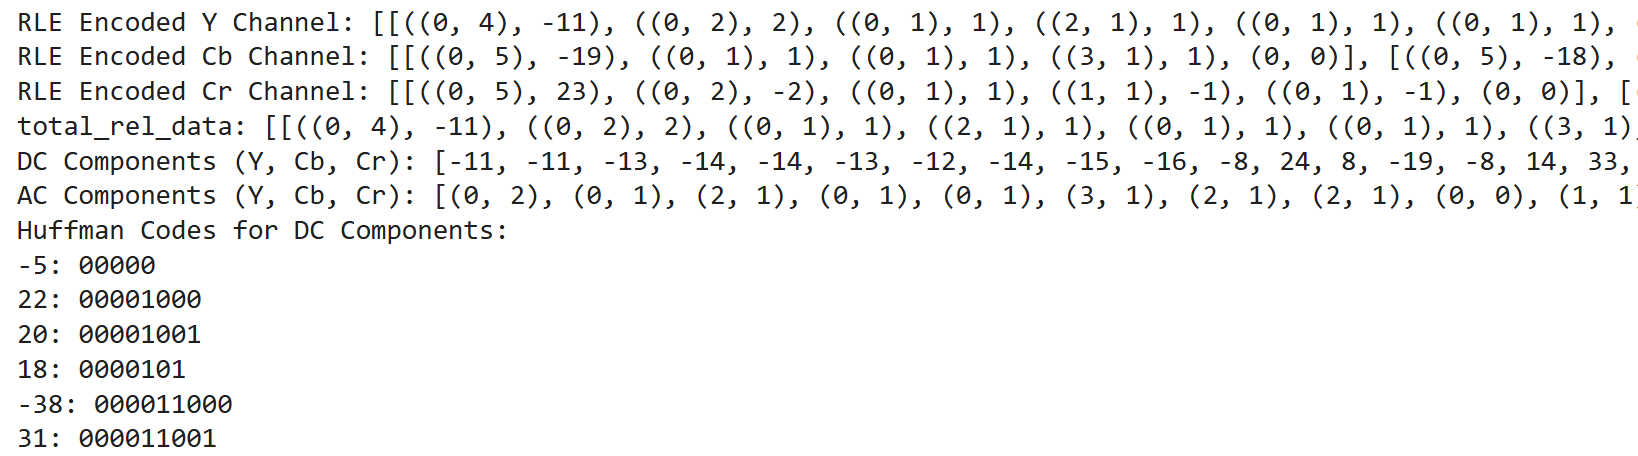 RLE Encoded Y Channel: [[((0, 4), -11), ((0, 2), 2), ((0, 1), 1), ((2, 1), 1), ((0, 1), 1), ((0, 1), 1), (
RLE Encoded Cb Channel: [[((0, 5), -19), ((0, 1), 1), ((0, 1), 1), ((3, 1), 1), (0, 0)], [((0, 5), -18), (
RLE Encoded Cr Channel: [[((0, 5), 23), ((0, 2), -2), ((0, 1), 1), ((1, 1), -1), ((0, 1), -1), (0, 0)], [(
total_rel_data: [[((0, 4), -11), ((0, 2), 2), ((0, 1), 1), ((2, 1), 1), ((0, 1), 1), ((0, 1), 1), ((3, 1),
DC Components (Y, Cb, Cr): [-11, -11, -13, -14, -14, -13, -12, -14, -15, -16, -8, 24, 8, -19, -8, 14, 33,
AC Components (Y, Cb, Cr): [(0, 2), (0, 1), (2, 1), (0, 1), (0, 1), (3, 1), (2, 1), (2, 1), (0, 0), (1, 1)
Huffman Codes for DC Components:
-5: 00000
22: 00001000
20: 00001001
18: 0000101
-38: 000011000
31: 000011001